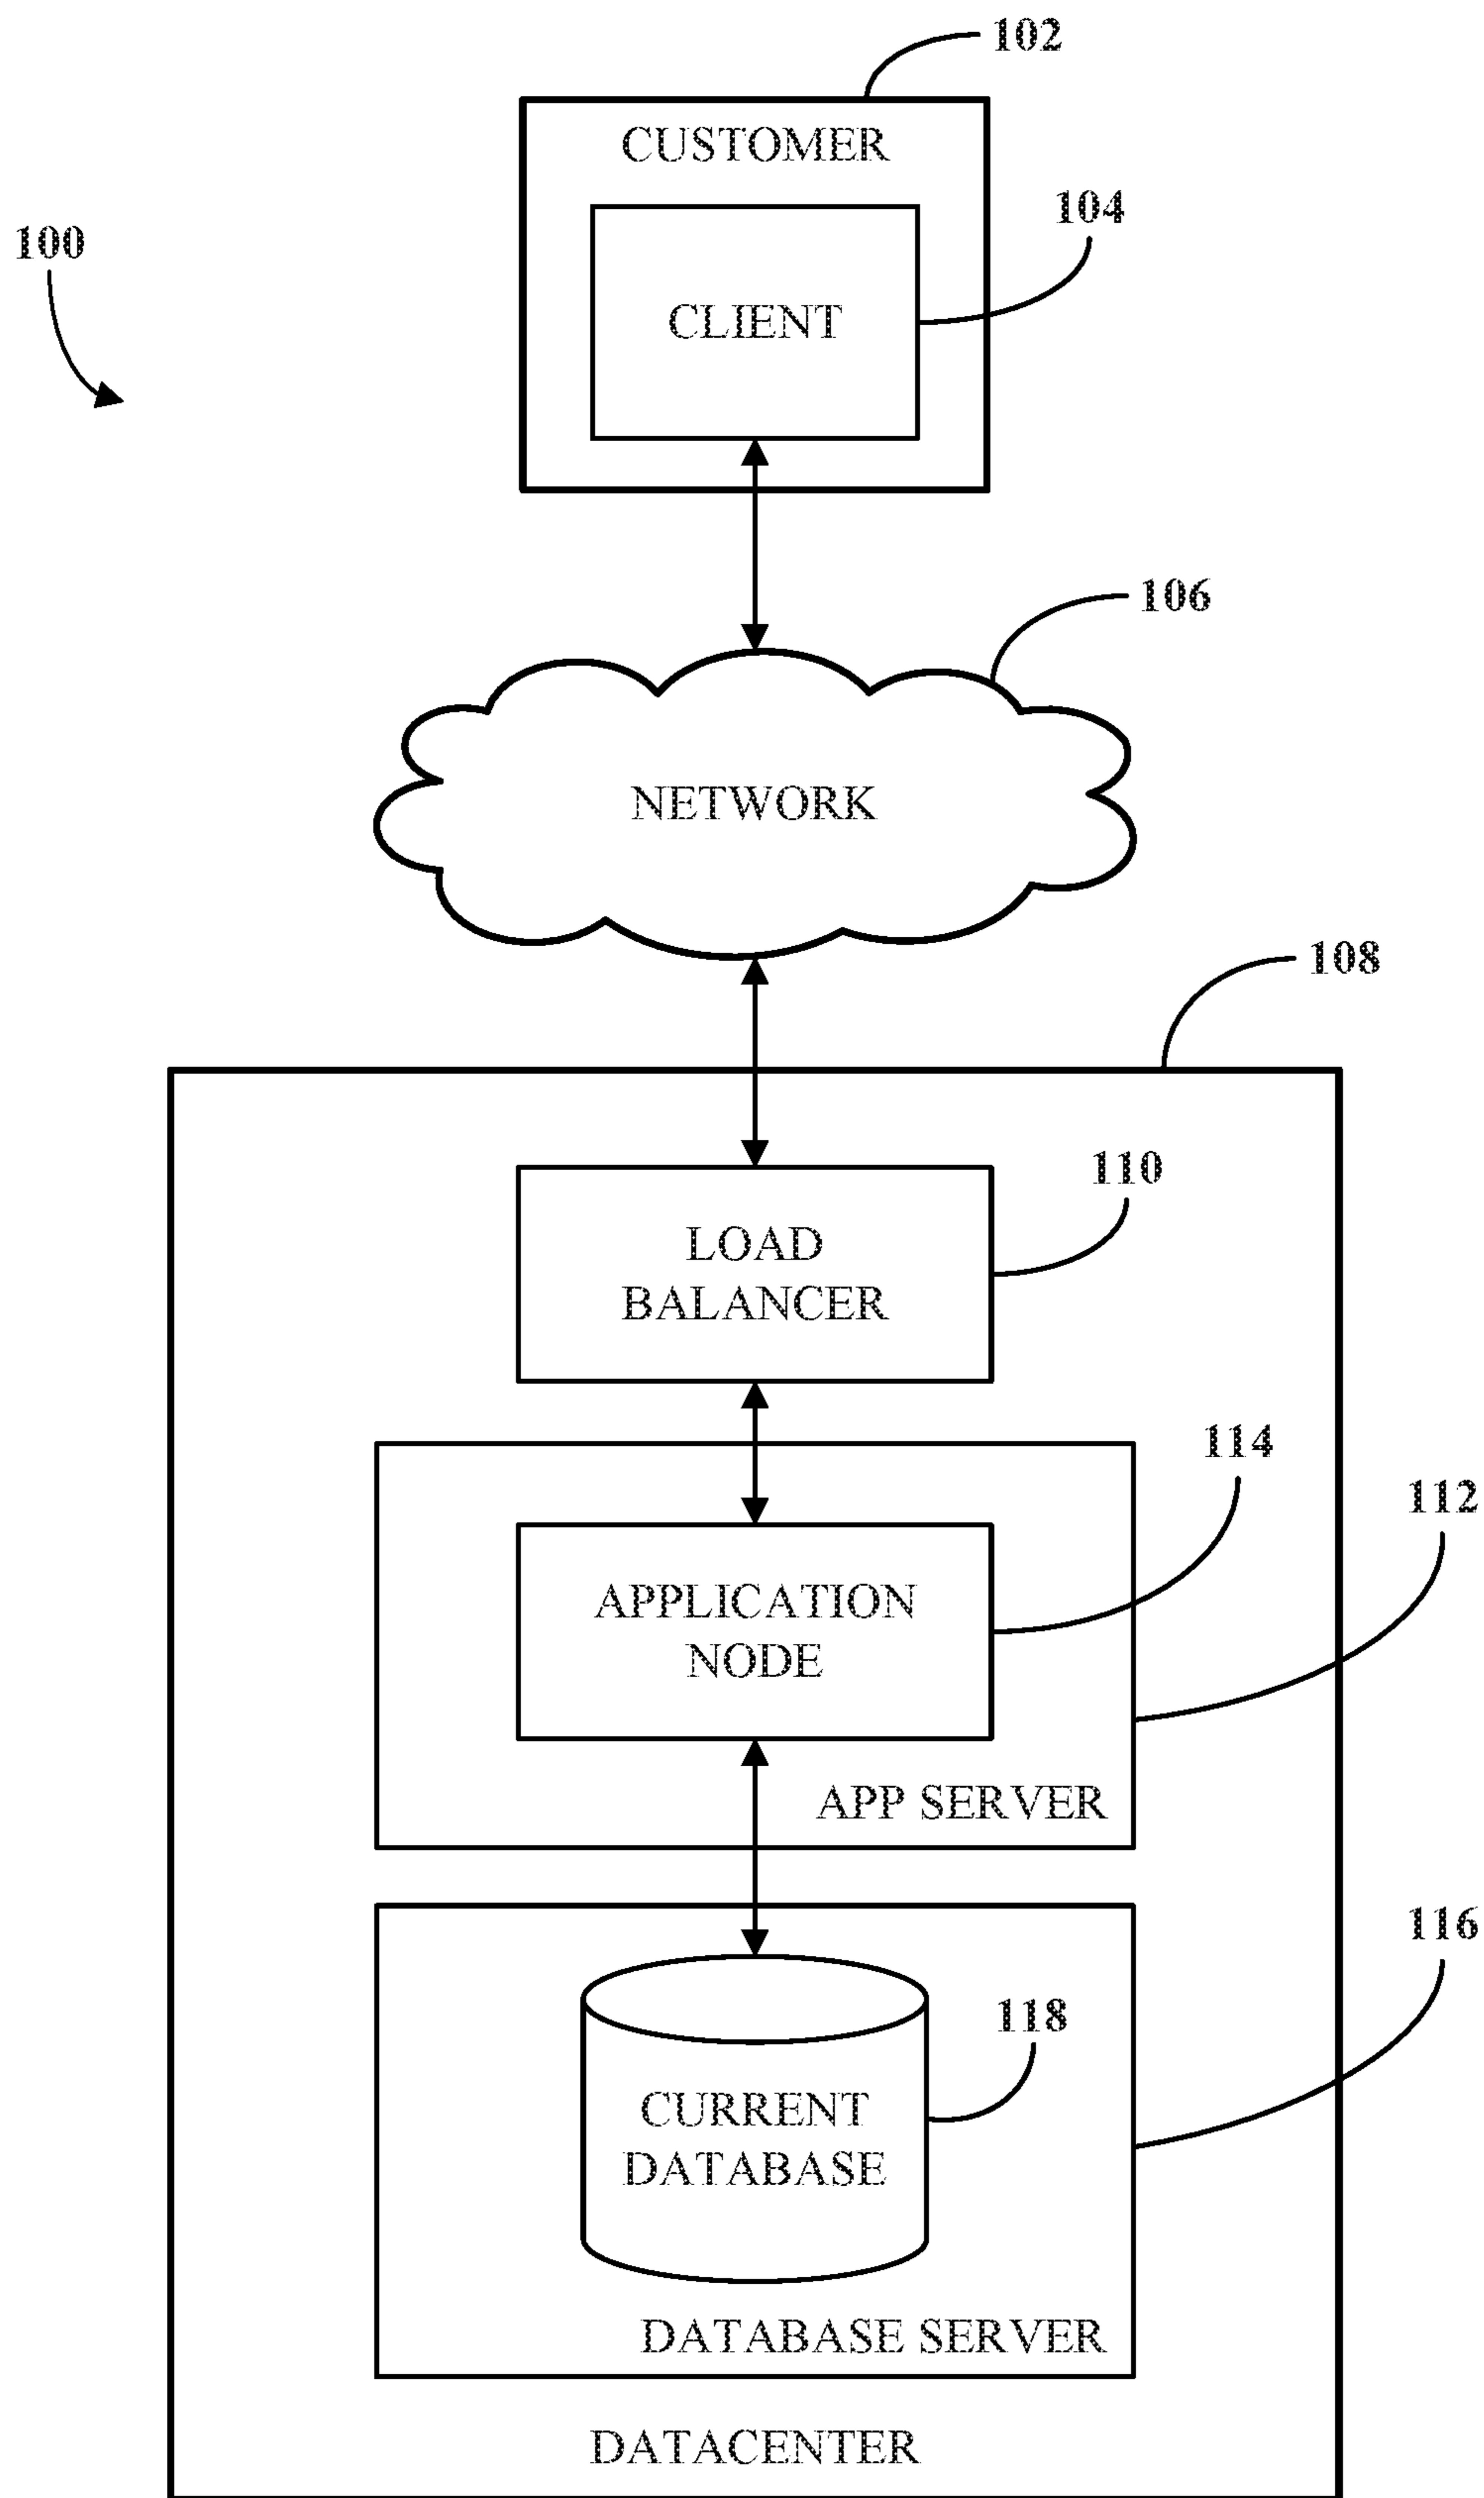 102
CUSTOMER
104
100
CLIENT
106
NETWORK
108
110
LOAD
BALANCER
114
112
APPLICATION
NODE
APP SERVER
116
118
CURRENT
DATABASE
DATABASE SERVER
DATACENTER